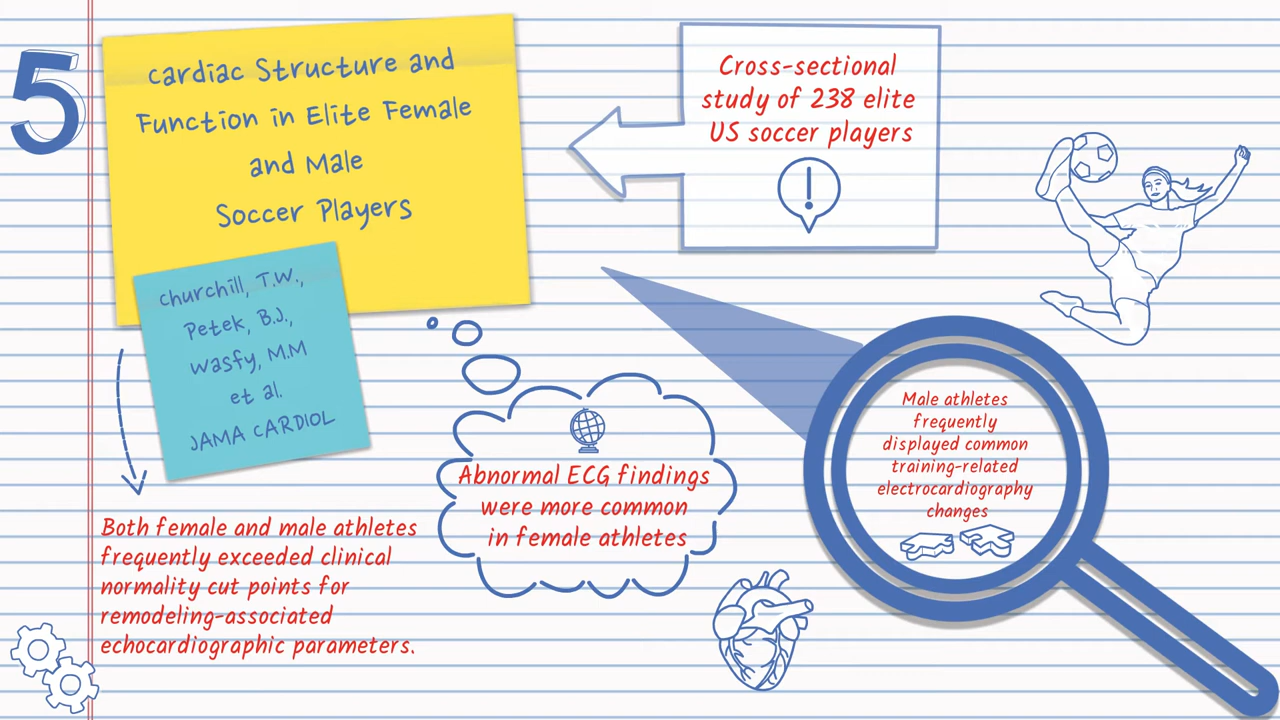 5
Cardiac Structure and
Function in Elite Female
and Male
Soccer Players
Churchill, T.W.,
Petek, B.J.,
Wasfy, M.M
et al.
JAMA CARDIOL
Cross-sectional
study of 238 elite
US soccer players
!
Both female and male athletes
frequently exceeded clinical
normality cut points for
remodeling-associated
echocardiographic parameters.
Abnormal ECG findings
were more common
in female athletes
Male athletes
frequently
displayed common
training-related
electrocardiography
changes